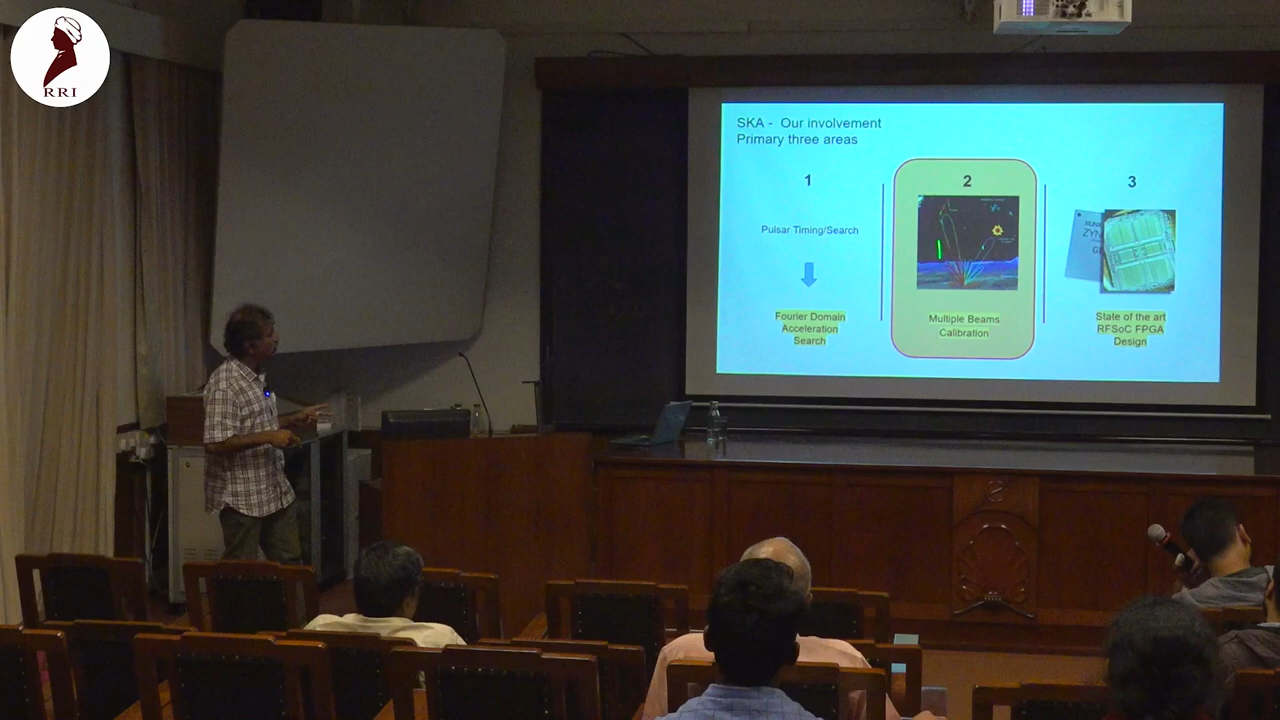 RRI
SKA - Our involvement
Primary three areas
1
2
3
Pulsar Timing/Search
ZYN
Fourier Domain
Acceleration
Search
Multiple Beams
Calibration
State of the art
RFSoC FPGA
Design